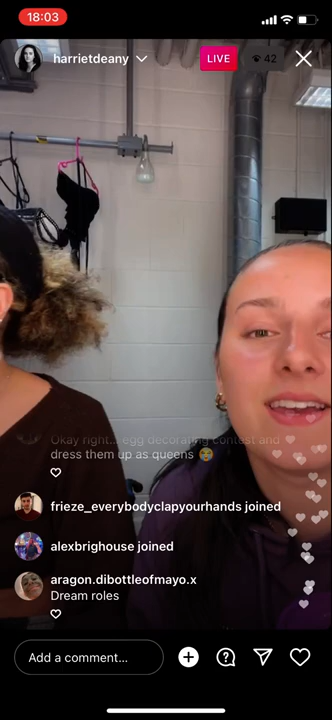 18:03
harrietdeany
LIVE
42
Okay right... egg decorating contest and
dress them up as queens 😭
frieze_everybodyclapyourhands joined
alexbrighouse joined
aragon.dibottleofmayo.x
Dream roles
Add a comment...